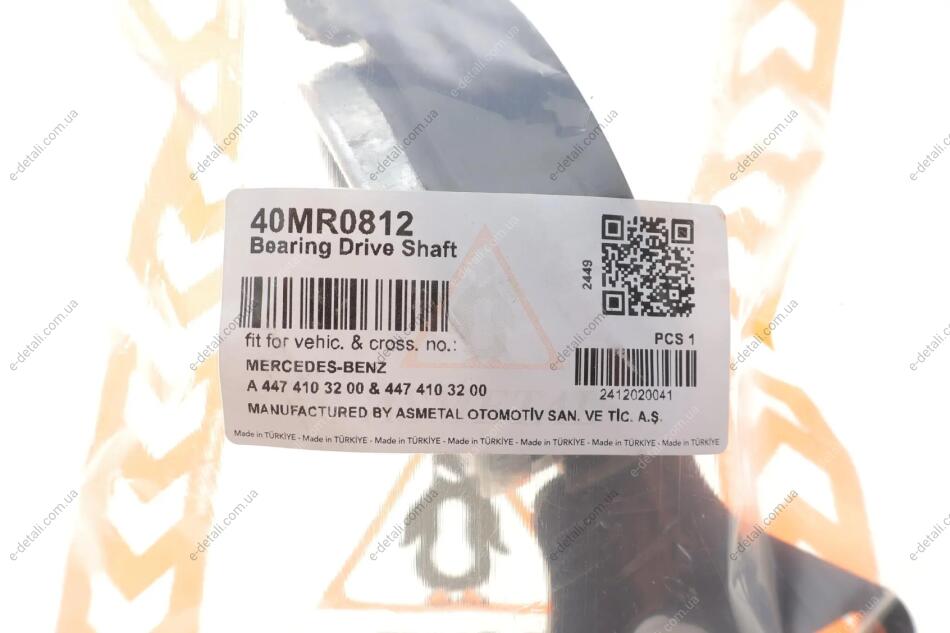 40MR0812
Bearing Drive Shaft
2449
fit for vehic. & cross. no.:
PCS 1
MERCEDES-BENZ
A 447 410 32 00 & 447 410 32 00
2412020041
MANUFACTURED BY ASMETAL OTOMOTİV SAN. VE TİC. A.Ş.
Made in TÜRKİYE - Made in TÜRKİYE - Made in TÜRKİYE - Made in TÜRKİYE - Made in TÜRKİYE - Made in TÜRKİYE - Made in TÜRKİYE
e-detali.com.ua